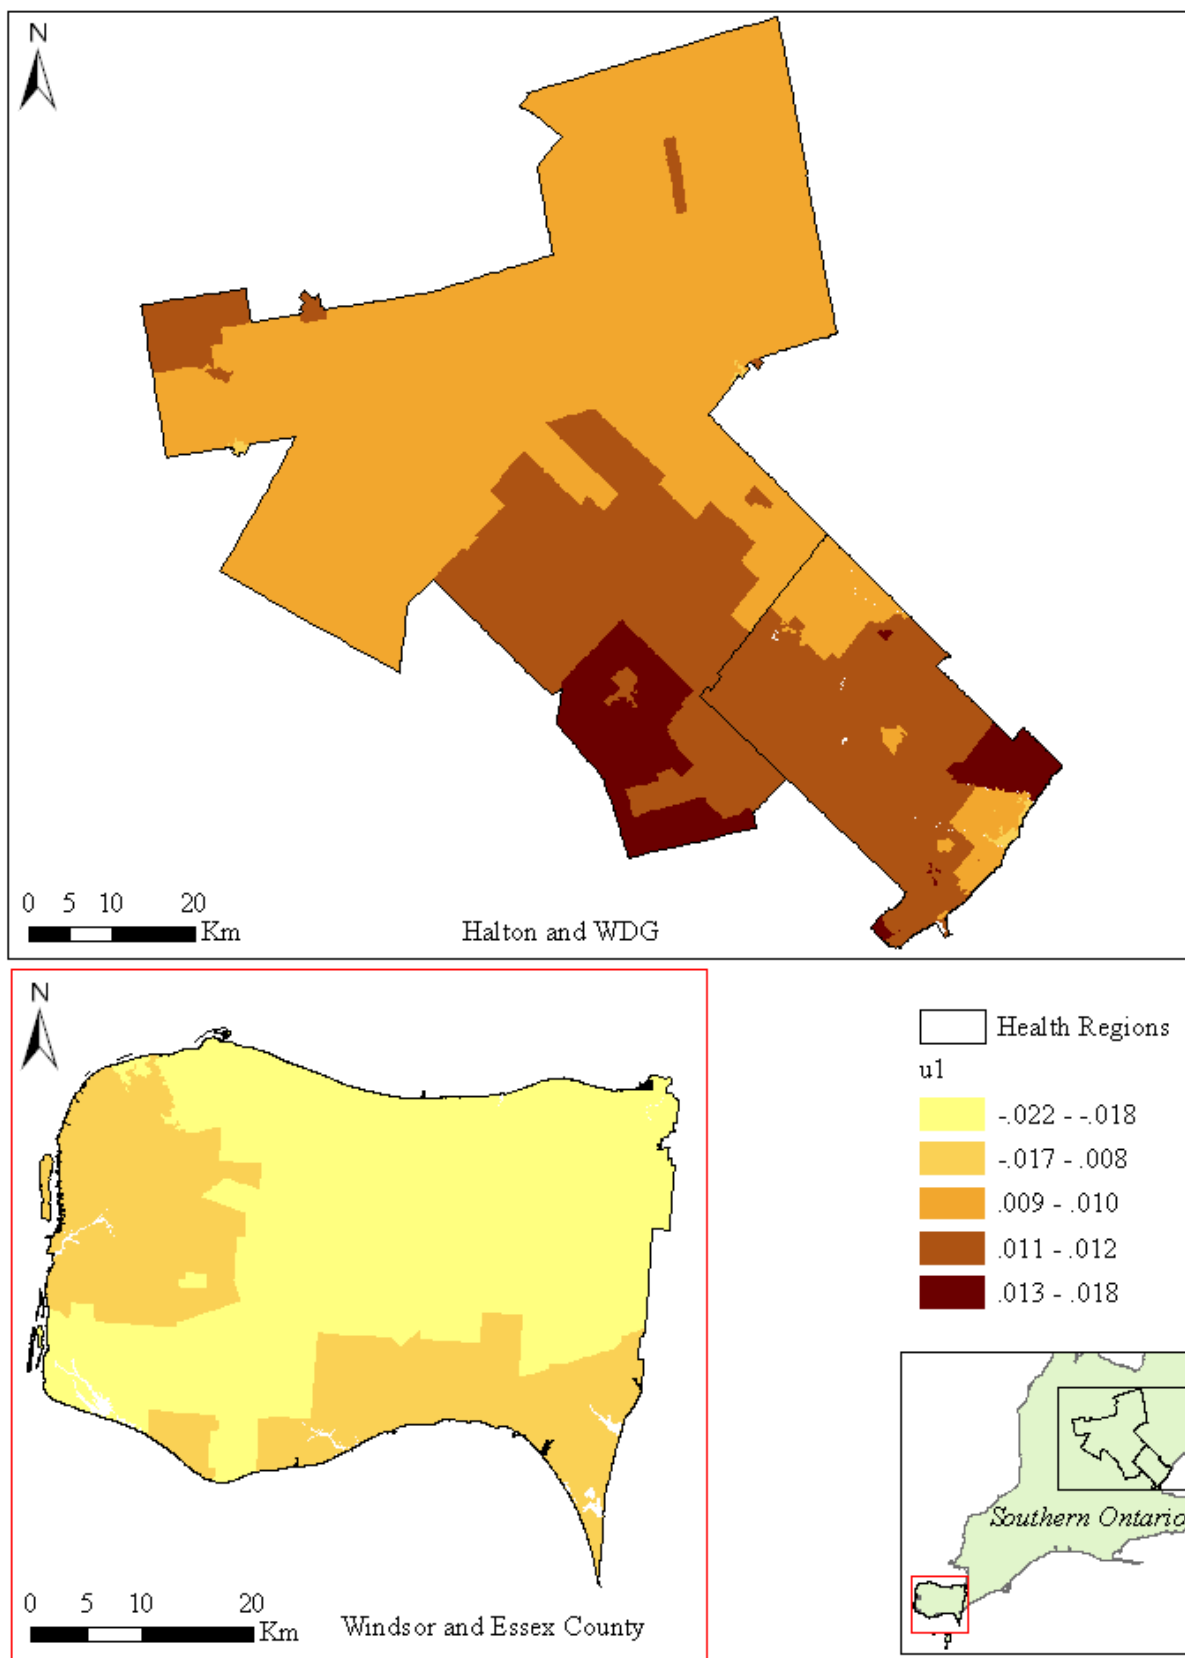 N
0 5 10 20
Km
Halton and WDG
N
0 5 10 20
Km
Windsor and Essex County
Health Regions
u1
-.022 - -.018
-.017 - .008
.009 - .010
.011 - .012
.013 - .018
Southern Ontario